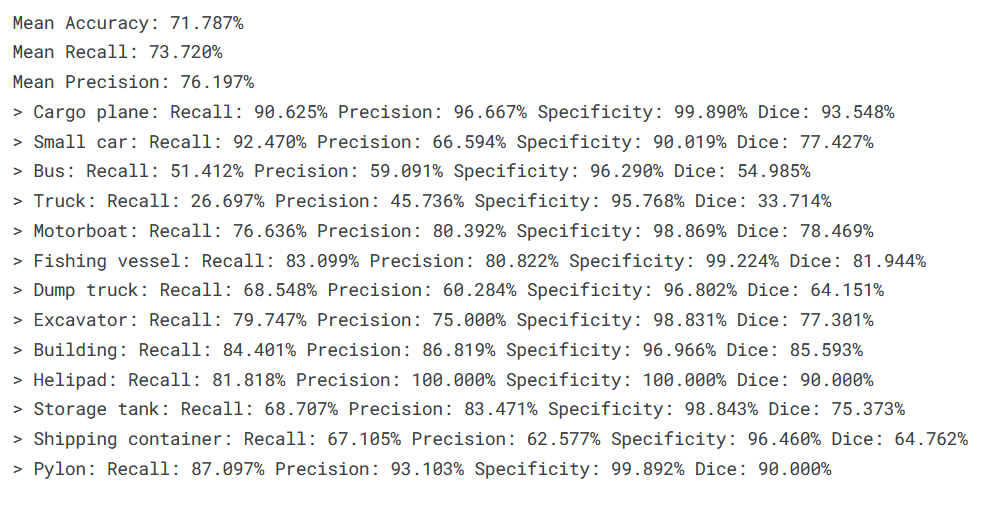 Mean Accuracy: 71.787%
Mean Recall: 73.720%
Mean Precision: 76.197%
> Cargo plane: Recall: 90.625% Precision: 96.667% Specificity: 99.890% Dice: 93.548%
> Small car: Recall: 92.470% Precision: 66.594% Specificity: 90.019% Dice: 77.427%
> Bus: Recall: 51.412% Precision: 59.091% Specificity: 96.290% Dice: 54.985%
> Truck: Recall: 26.697% Precision: 45.736% Specificity: 95.768% Dice: 33.714%
> Motorboat: Recall: 76.636% Precision: 80.392% Specificity: 98.869% Dice: 78.469%
> Fishing vessel: Recall: 83.099% Precision: 80.822% Specificity: 99.224% Dice: 81.944%
> Dump truck: Recall: 68.548% Precision: 60.284% Specificity: 96.802% Dice: 64.151%
> Excavator: Recall: 79.747% Precision: 75.000% Specificity: 98.831% Dice: 77.301%
> Building: Recall: 84.401% Precision: 86.819% Specificity: 96.966% Dice: 85.593%
> Helipad: Recall: 81.818% Precision: 100.000% Specificity: 100.000% Dice: 90.000%
> Storage tank: Recall: 68.707% Precision: 83.471% Specificity: 98.843% Dice: 75.373%
> Shipping container: Recall: 67.105% Precision: 62.577% Specificity: 96.460% Dice: 64.762%
> Pylon: Recall: 87.097% Precision: 93.103% Specificity: 99.892% Dice: 90.000%